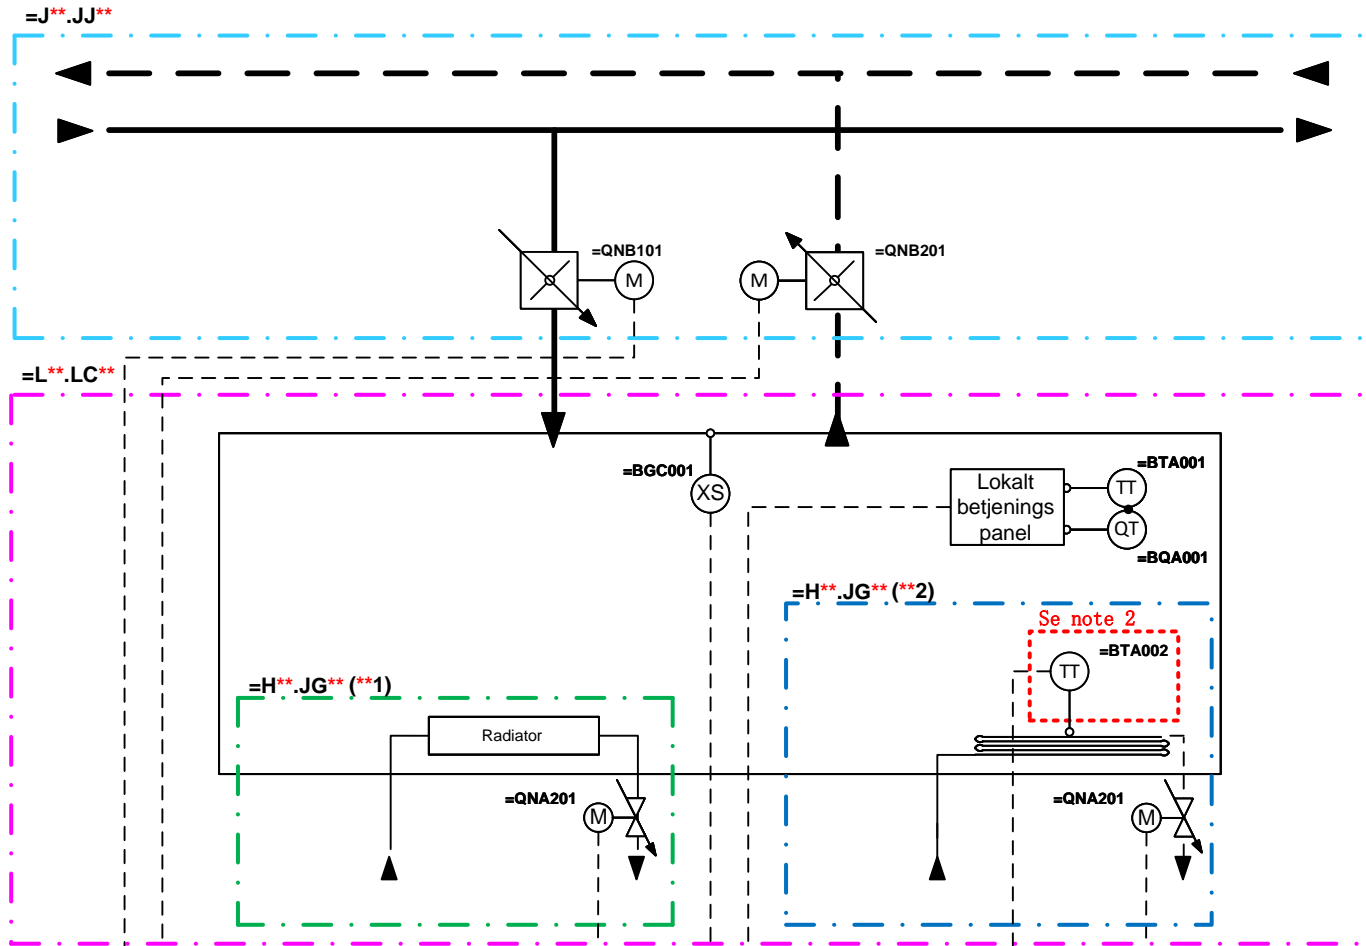 =J**.JJ**
=QNB101
M
M
=QNB201
=L**.LC**
=BGC001
XS
Lokalt
betjenings
panel
=BTA001
TT
QT
=BQA001
=H**.JG** (**2)
Se note 2
=BTA002
TT
=H**.JG** (**1)
Radiator
=QNA201
M
=QNA201
M